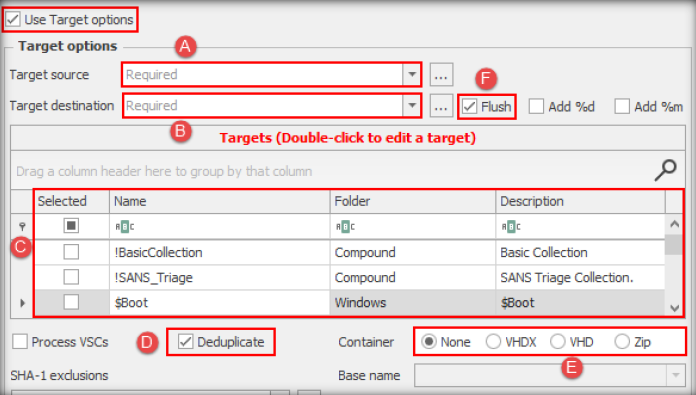 Use Target options
Target options
A
Target source Required ...
F
Target destination Required ... Flush Add %d Add %m
B
Targets (Double-click to edit a target)
Drag a column header here to group by that column
Selected Name Folder Description
ABC ABC ABC
C
!BasicCollection Compound Basic Collection
!SANS_Triage Compound SANS Triage Collection.
$Boot Windows $Boot
Process VSCs D Deduplicate Container None VHDX VHD Zip
E
SHA-1 exclusions Base name